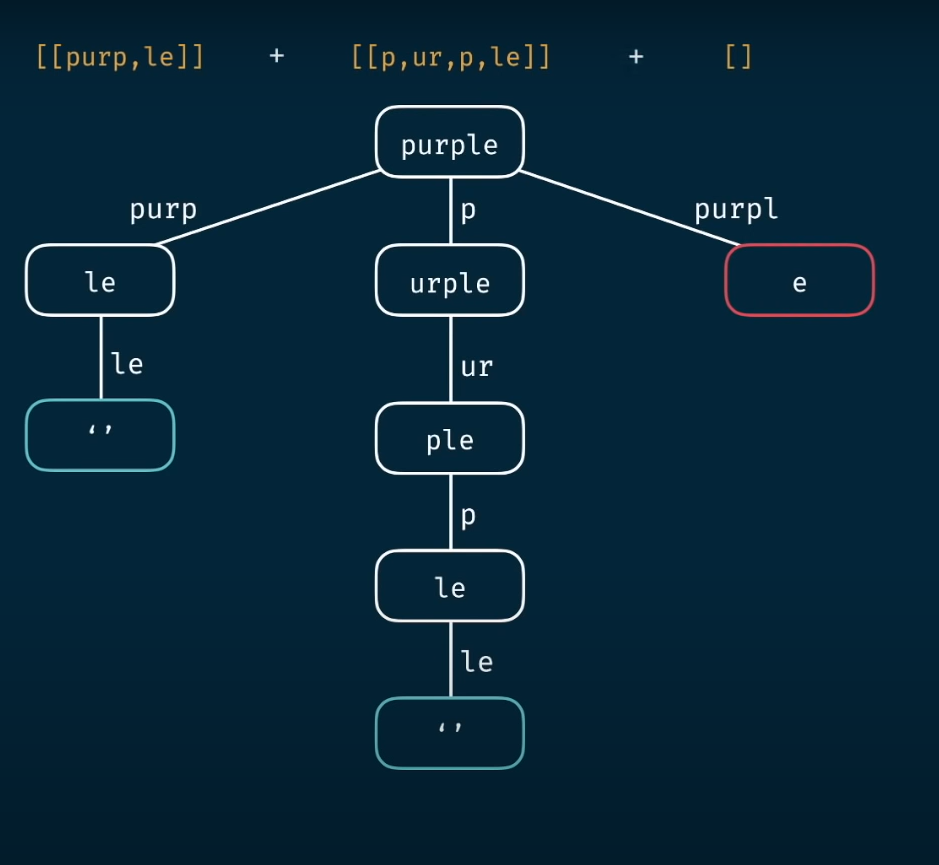 [[purp,le]] + [[p,ur,p,le]] + []
purple
purp p purpl
le urple e
le ur
‘’ ple
p
le
le
‘’